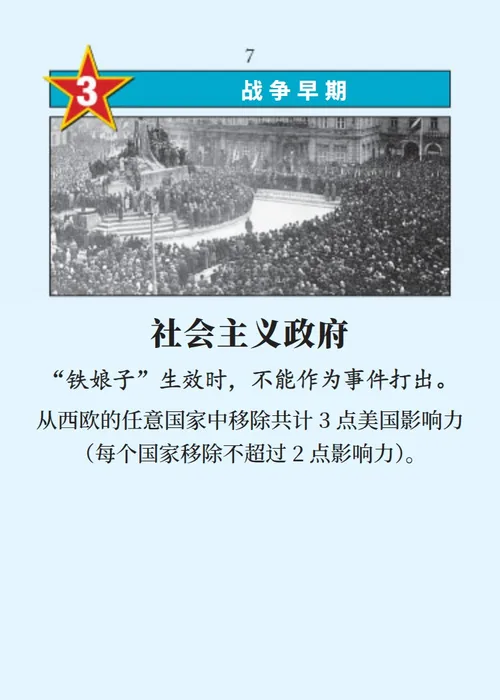 7
3
战争早期
社会主义政府
“铁娘子”生效时，不能作为事件打出。
从西欧的任意国家中移除共计 3 点美国影响力
（每个国家移除不超过 2 点影响力）。